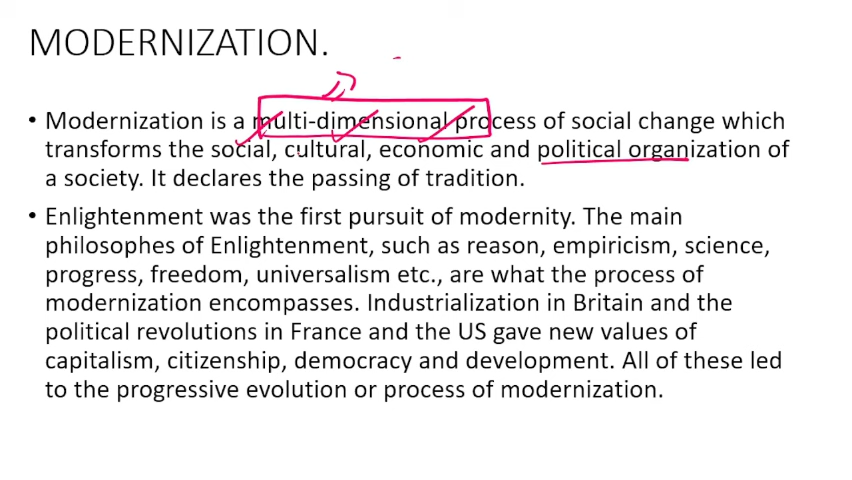 MODERNIZATION.
• Modernization is a multi-dimensional process of social change which
transforms the social, cultural, economic and political organization of
a society. It declares the passing of tradition.
• Enlightenment was the first pursuit of modernity. The main
philosophes of Enlightenment, such as reason, empiricism, science,
progress, freedom, universalism etc., are what the process of
modernization encompasses. Industrialization in Britain and the
political revolutions in France and the US gave new values of
capitalism, citizenship, democracy and development. All of these led
to the progressive evolution or process of modernization.